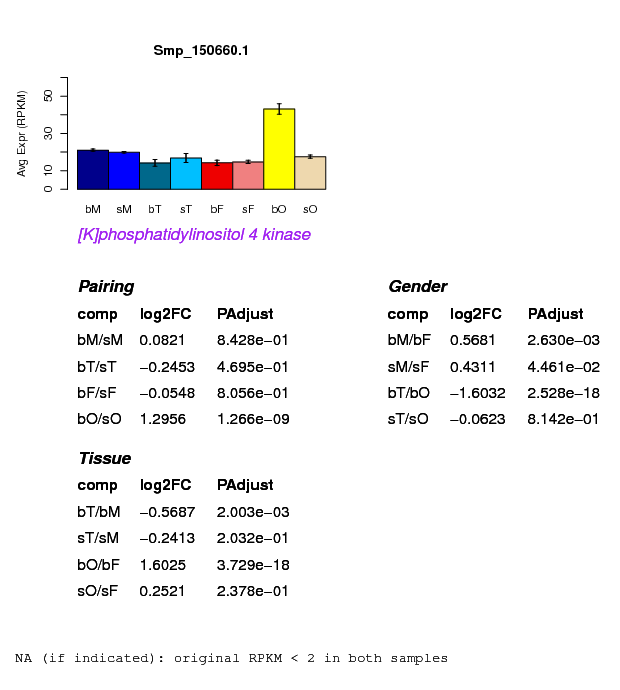 Smp_150660.1
Avg Expr (RPKM)
0 10 30 50
bM sM bT sT bF sF bO sO
[K]phosphatidylinositol 4 kinase
Pairing
comp log2FC PAdjust
bM/sM 0.0821 8.428e−01
bT/sT −0.2453 4.695e−01
bF/sF −0.0548 8.056e−01
bO/sO 1.2956 1.266e−09
Gender
comp log2FC PAdjust
bM/bF 0.5681 2.630e−03
sM/sF 0.4311 4.461e−02
bT/bO −1.6032 2.528e−18
sT/sO −0.0623 8.142e−01
Tissue
comp log2FC PAdjust
bT/bM −0.5687 2.003e−03
sT/sM −0.2413 2.032e−01
bO/bF 1.6025 3.729e−18
sO/sF 0.2521 2.378e−01
NA (if indicated): original RPKM < 2 in both samples